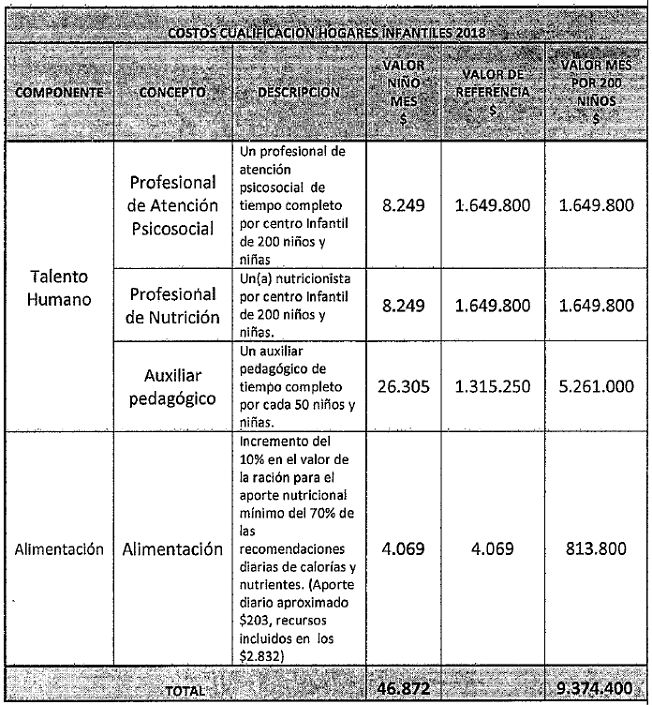 COSTOS CUALIFICACION HOGARES INFANTILES 2018
COMPONENTE
CONCEPTO
DESCRIPCION
VALOR
NIÑO
MES
$
VALOR DE
REFERENCIA
$
VALOR MES
POR 200
NIÑOS
$
Talento
Humano
Profesional
de Atención
Psicosocial
Un profesional de
atención
psicosocial de
tiempo completo
por centro Infantil
de 200 niños y
niñas
8.249
1.649.800
1.649.800
Profesional
de Nutrición
Un(a) nutricionista
por centro Infantil
de 200 niños y
niñas.
8.249
1.649.800
1.649.800
Auxiliar
pedagógico
Un auxiliar
pedagógico de
tiempo completo
por cada 50 niños y
niñas.
26.305
1.315.250
5.261.000
Alimentación
Alimentación
Incremento del
10% en el valor de
la ración para el
aporte nutricional
mínimo del 70% de
las
recomendaciones
diarias de calorías y
nutrientes. (Aporte
diario aproximado
$203, recursos
incluidos en los
$2.832)
4.069
4.069
813.800
TOTAL
46.872
9.374.400